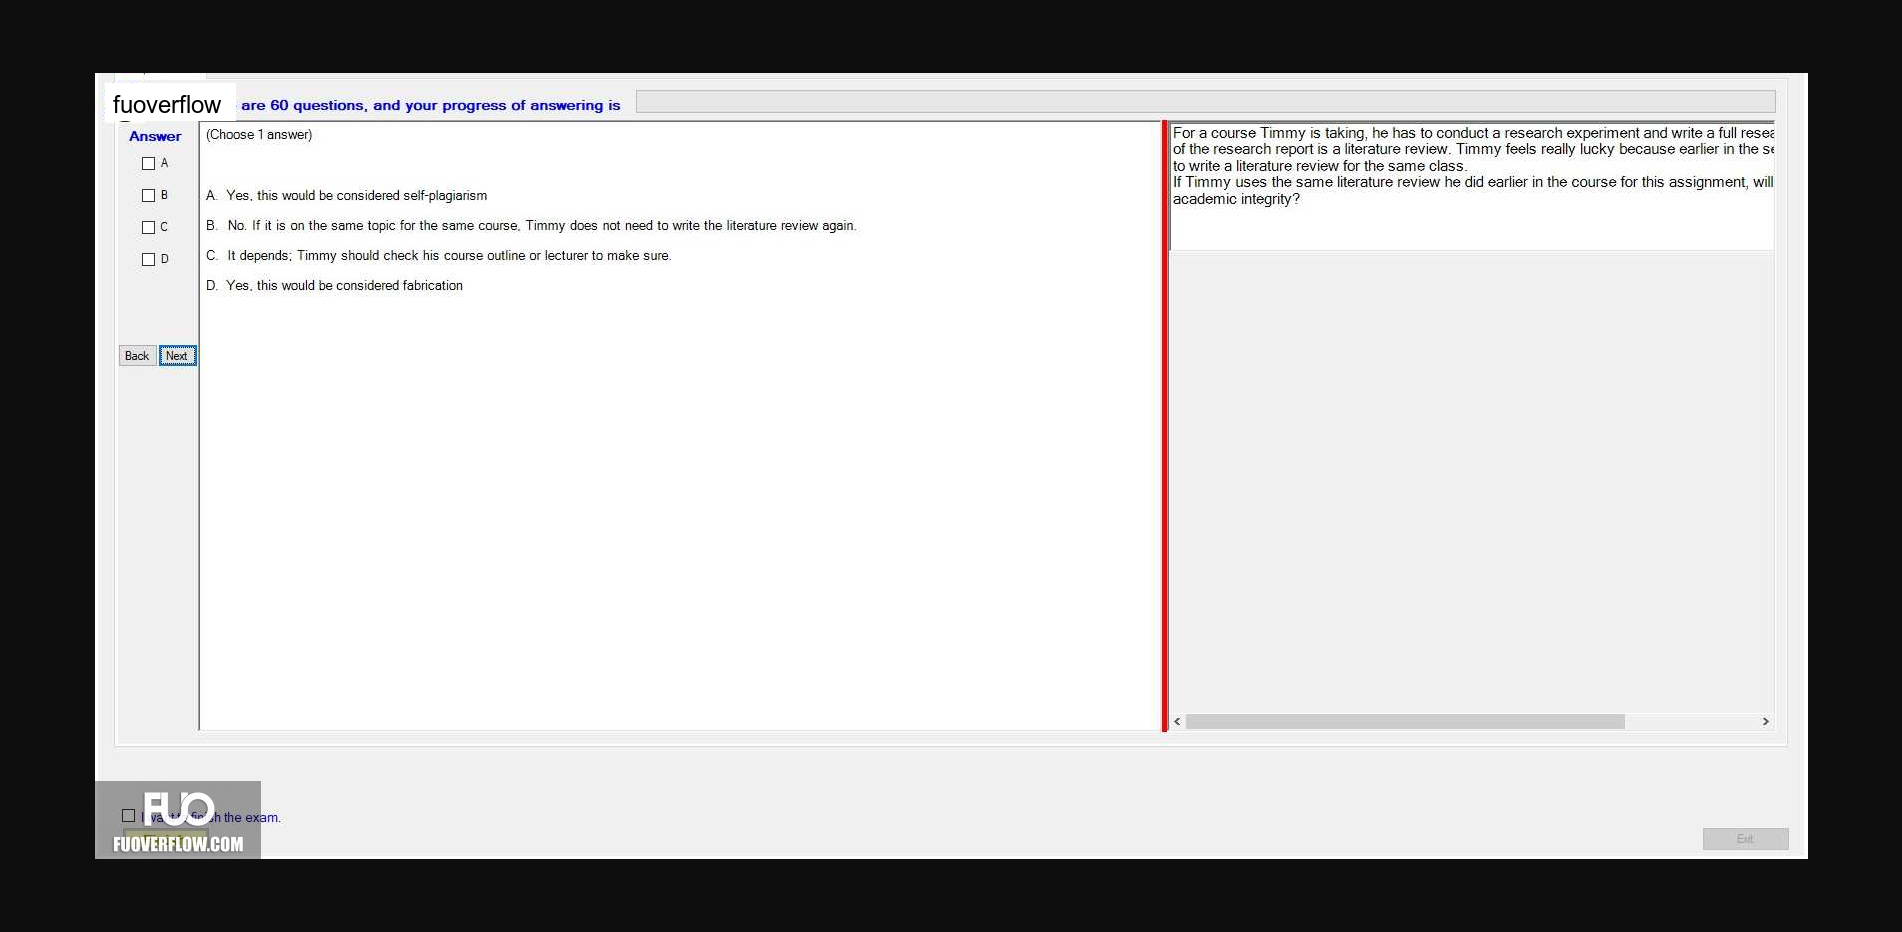 fuoverflow
are 60 questions, and your progress of answering is
Answer
(Choose 1 answer)
A
B
C
D
A. Yes, this would be considered self-plagiarism
B. No. If it is on the same topic for the same course, Timmy does not need to write the literature review again.
C. It depends; Timmy should check his course outline or lecturer to make sure.
D. Yes, this would be considered fabrication
Back Next
For a course Timmy is taking, he has to conduct a research experiment and write a full
of the research report is a literature review. Timmy feels really lucky because earlier in the
to write a literature review for the same class.
If Timmy uses the same literature review he did earlier in the course for this assignment, will
academic integrity?
FUO
the exam.
FUOVERFLOW.COM
Exit